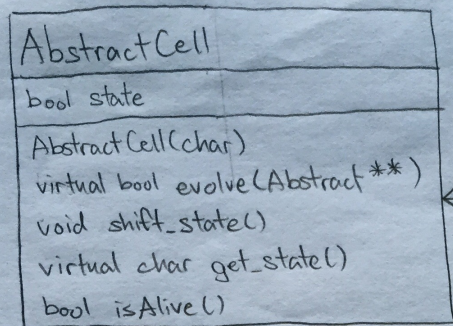 AbstractCell
bool state
AbstractCell(char)
virtual bool evolve(Abstract**)
void shift_state()
virtual char get_state()
bool isAlive()